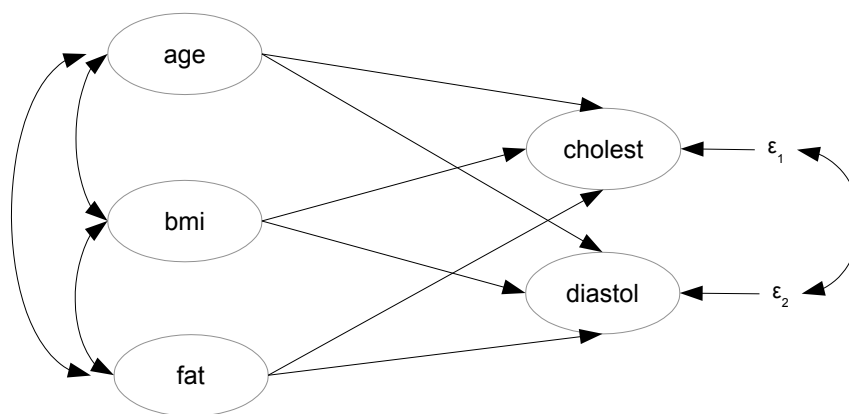 age
cholest
ε1
bmi
diastol
ε2
fat